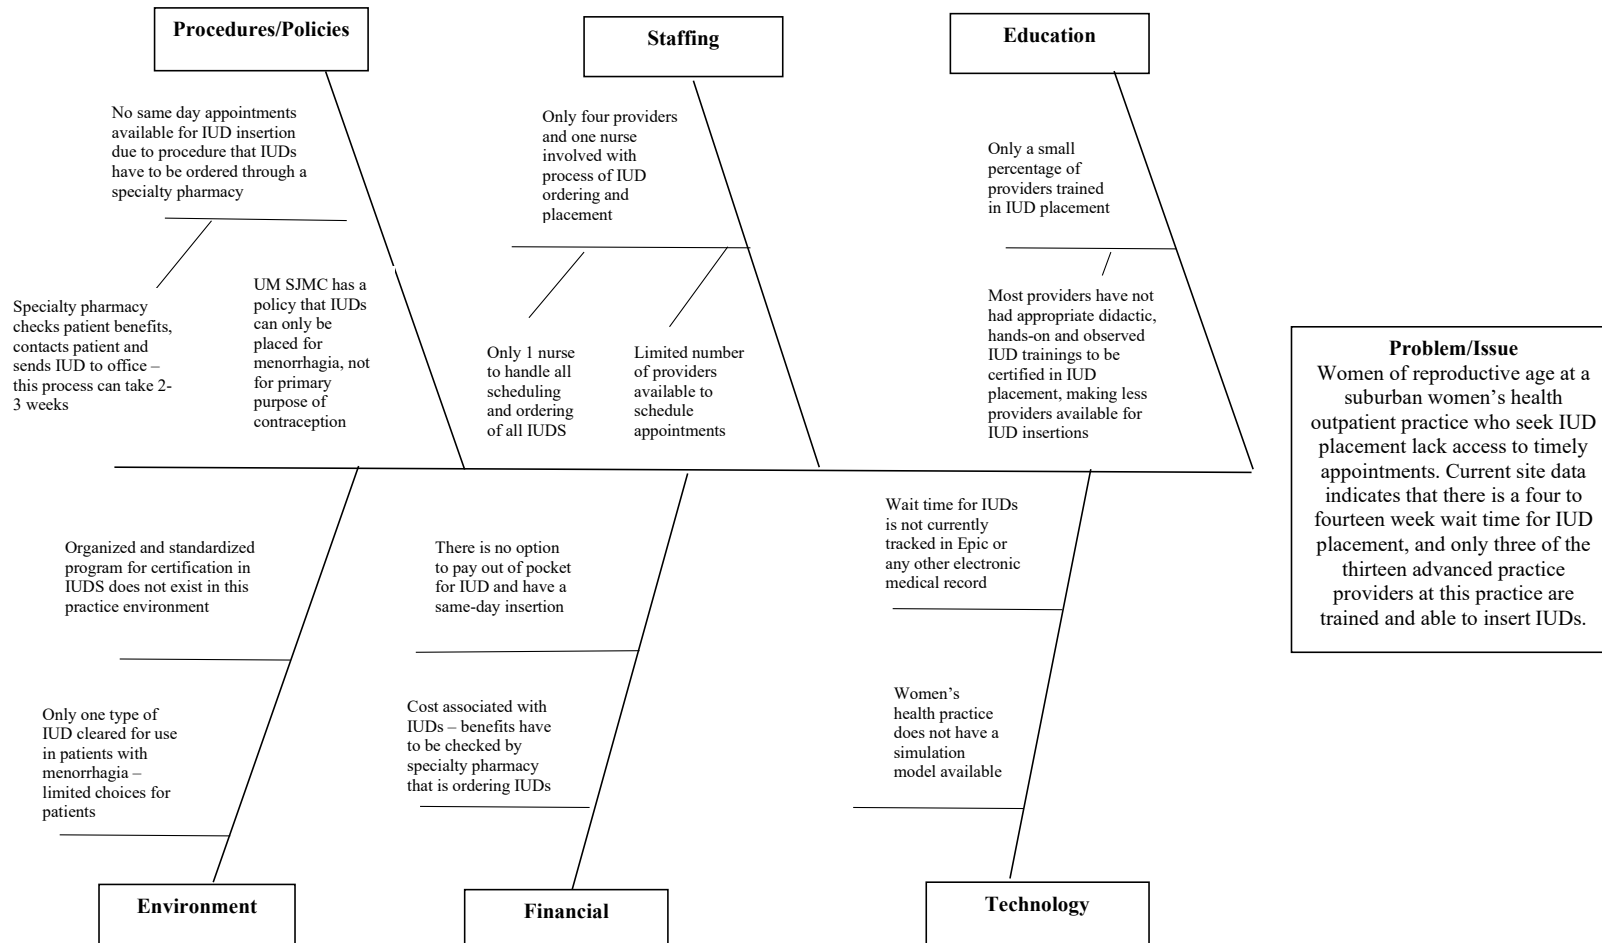 Procedures/Policies
Staffing
Education
No same day appointments
available for IUD insertion
due to procedure that IUDs
have to be ordered through a
specialty pharmacy
Only four providers
and one nurse
involved with
process of IUD
ordering and
placement
Only a small
percentage of
providers trained
in IUD placement
Specialty pharmacy
checks patient benefits,
contacts patient and
sends IUD to office –
this process can take 2-
3 weeks
UM SJMC has a
policy that IUDs
can only be
placed for
menorrhagia, not
for primary
purpose of
contraception
Only 1 nurse
to handle all
scheduling
and ordering
of all IUDS
Limited number
of providers
available to
schedule
appointments
Most providers have not
had appropriate didactic,
hands-on and observed
IUD trainings to be
certified in IUD
placement, making less
providers available for
IUD insertions
Problem/Issue
Women of reproductive age at a
suburban women’s health
outpatient practice who seek IUD
placement lack access to timely
appointments. Current site data
indicates that there is a four to
fourteen week wait time for IUD
placement, and only three of the
thirteen advanced practice
providers at this practice are
trained and able to insert IUDs.
Organized and standardized
program for certification in
IUDS does not exist in this
practice environment
There is no option
to pay out of pocket
for IUD and have a
same-day insertion
Wait time for IUDs
is not currently
tracked in Epic or
any other electronic
medical record
Only one type of
IUD cleared for use
in patients with
menorrhagia –
limited choices for
patients
Cost associated with
IUDs – benefits have
to be checked by
specialty pharmacy
that is ordering IUDs
Women’s
health practice
does not have a
simulation
model available
Environment
Financial
Technology